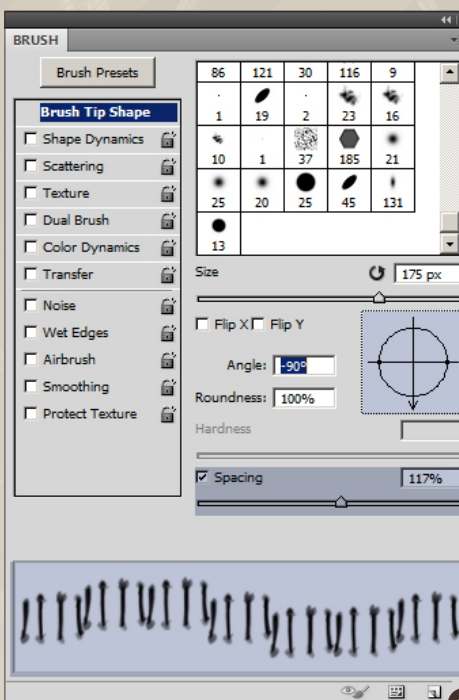 BRUSH
Brush Presets
Brush Tip Shape
Shape Dynamics
Scattering
Texture
Dual Brush
Color Dynamics
Transfer
Noise
Wet Edges
Airbrush
Smoothing
Protect Texture
86 121 30 116 9
1 19 2 23 16
10 1 37 185 21
25 20 25 45 131
13
Size 175 px
Flip X Flip Y
Angle: -90º
Roundness: 100%
Hardness
Spacing 117%